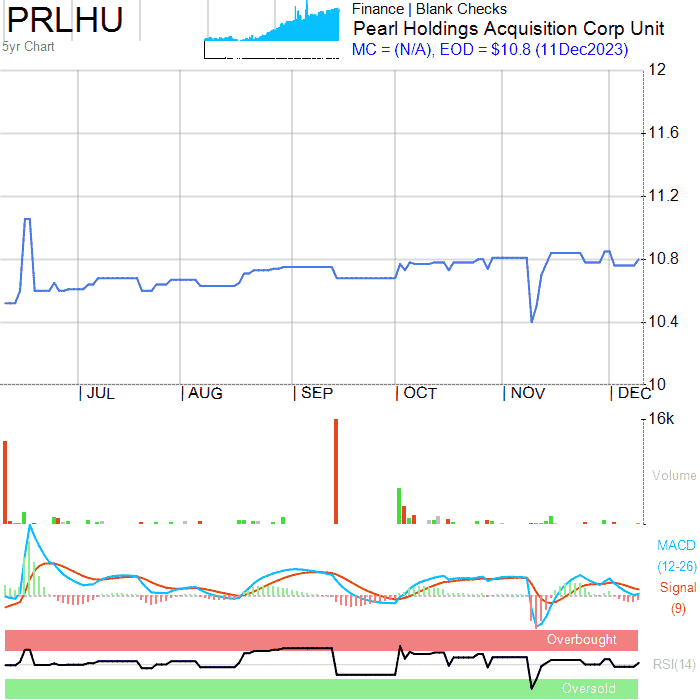 PRLHU
5yr Chart
Finance | Blank Checks
Pearl Holdings Acquisition Corp Unit
MC = (N/A), EOD = $10.8 (11Dec2023)
12
11.6
11.2
10.8
10.4
10
| JUL | AUG | SEP | OCT | NOV | DEC
16k
Volume
MACD
(12-26)
Signal
(9)
Overbought
RSI(14)
Oversold